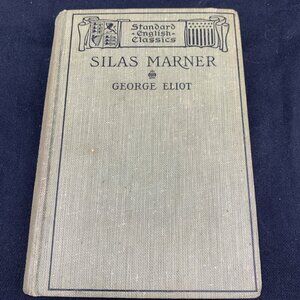 Standard
English
Classics
SILAS MARNER
GEORGE ELIOT